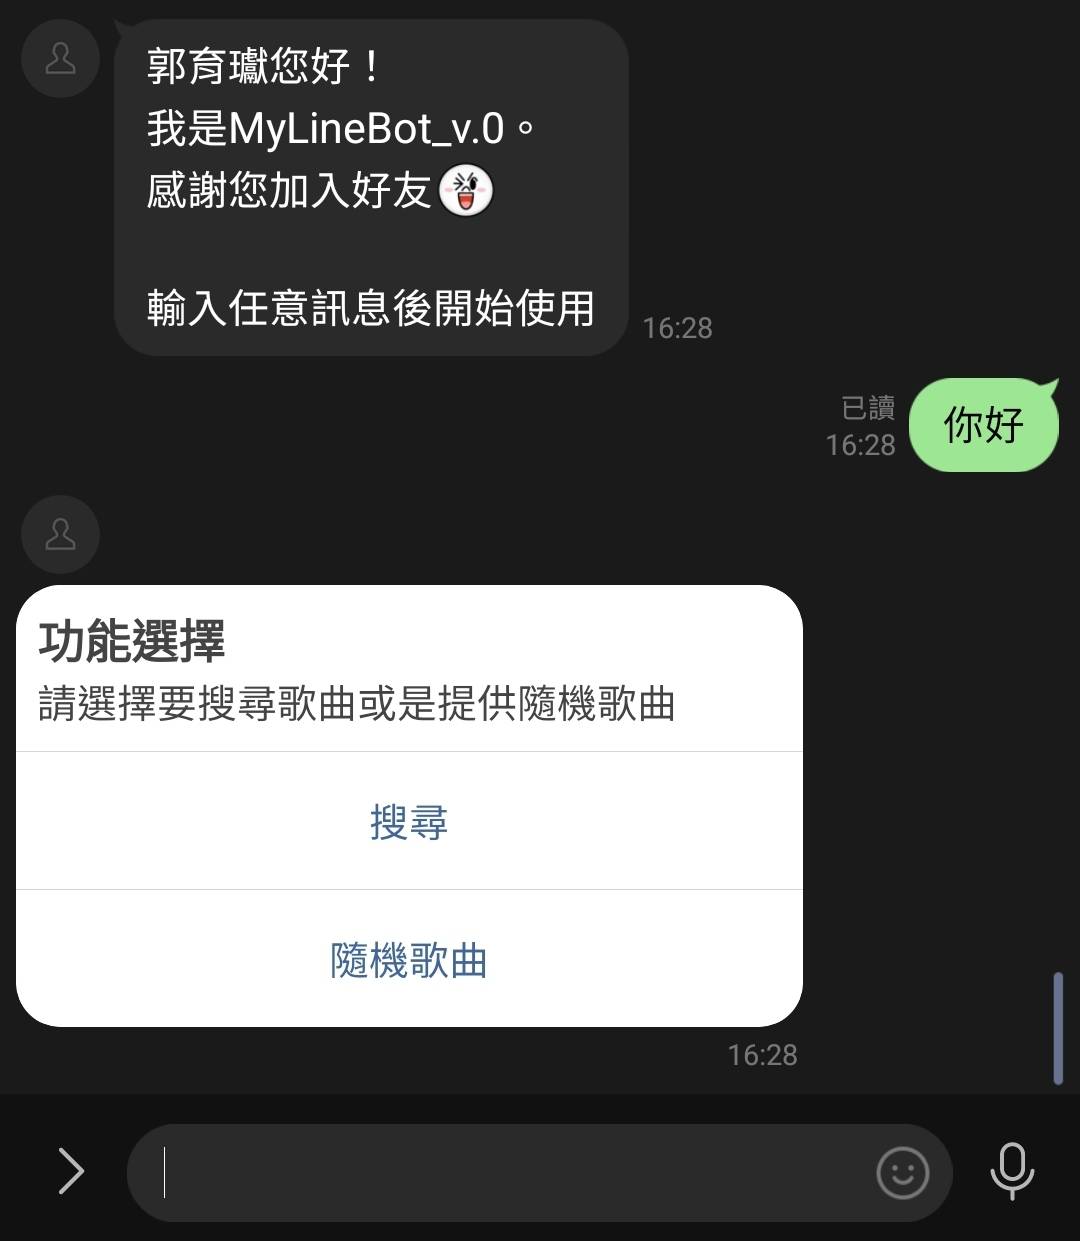 郭育瓛您好！
我是MyLineBot_v.0。
感謝您加入好友
輸入任意訊息後開始使用
16:28
已讀
16:28
你好
功能選擇
請選擇要搜尋歌曲或是提供隨機歌曲
搜尋
隨機歌曲
16:28